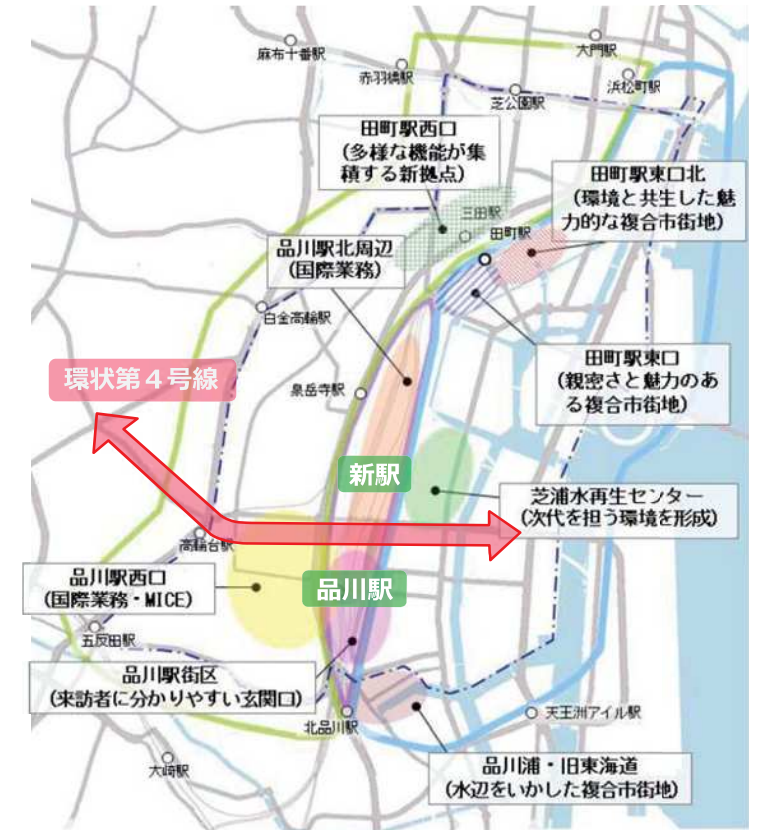 麻布十番駅
大門駅
赤羽橋駅
浜松町駅
芝公園駅
田町駅西口
(多様な機能が集
積する新拠点)
田町駅東口北
(環境と共生した魅
力的な複合市街地)
三田駅
田町駅
品川駅北周辺
(国際業務)
白金高輪駅
田町駅東口
(親密さと魅力のあ
る複合市街地)
環状第4号線
泉岳寺駅
新駅
芝浦水再生センター
(次代を担う環境を形成)
高輪台駅
品川駅西口
(国際業務・MICE)
品川駅
五反田駅
品川駅街区
(来訪者に分かりやすい玄関口)
北品川駅
天王洲アイル駅
大崎駅
品川浦・旧東海道
(水辺をいかした複合市街地)